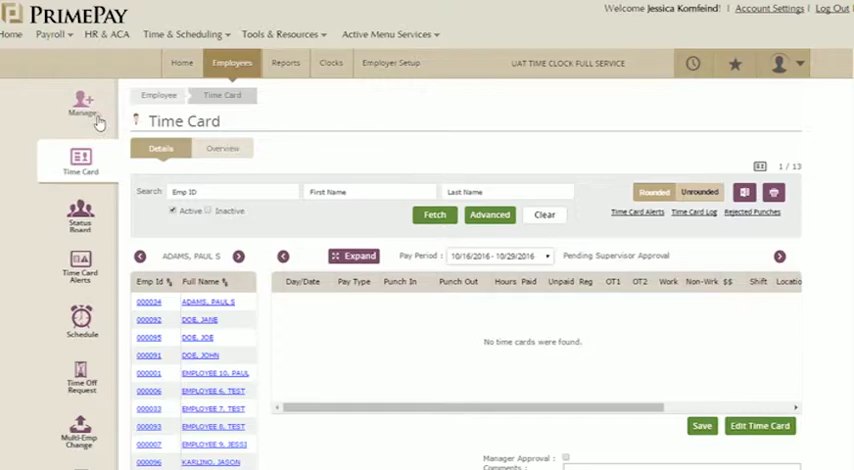 PRIMEPAY
Welcome Jessica Komfeind! | Account Settings | Log Out
Home Payroll HR & ACA Time & Scheduling Tools & Resources Active Menu Services
Home Employees Reports Clocks Employer Setup UAT TIME CLOCK FULL SERVICE
Manage
Employee Time Card
Time Card
Details Overview
Time Card
1 / 13
Search Emp ID First Name Last Name Rounded Unrounded
Active Inactive Fetch Advanced Clear Time Card Alerts Time Card Log Rejected Punches
Status
Board
ADAMS, PAUL S Expand Pay Period : 10/16/2016 - 10/29/2016 Pending Supervisor Approval
Time Card
Alerts
Emp Id Full Name Day/Date Pay Type Punch In Punch Out Hours Paid Unpaid Reg OT1 OT2 Work Non-Wrk $$ Shift Locatio
000034 ADAMS, PAUL S
000092 DOE, JANE
Schedule
000095 DOE, JOE
No time cards were found.
000091 DOE, JOHN
000001 EMPLOYEE 10, PAUL
Time Off
Request
000006 EMPLOYEE 6, TEST
000033 EMPLOYEE 7, TEST
000093 EMPLOYEE 8, TEST
Save Edit Time Card
Multi-Emp
Change
000007 EMPLOYEE 9, JESSI
000096 KARLINO, JASON
Manager Approval :
Comments :